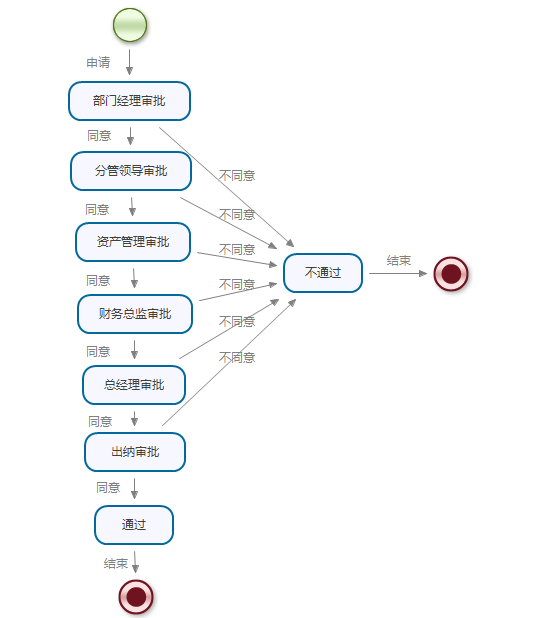 申请
部门经理审批
同意
不同意
分管领导审批
同意
不同意
资产管理审批
不同意
不通过
结束
同意
不同意
财务总监审批
不同意
同意
不同意
总经理审批
同意
出纳审批
同意
通过
结束